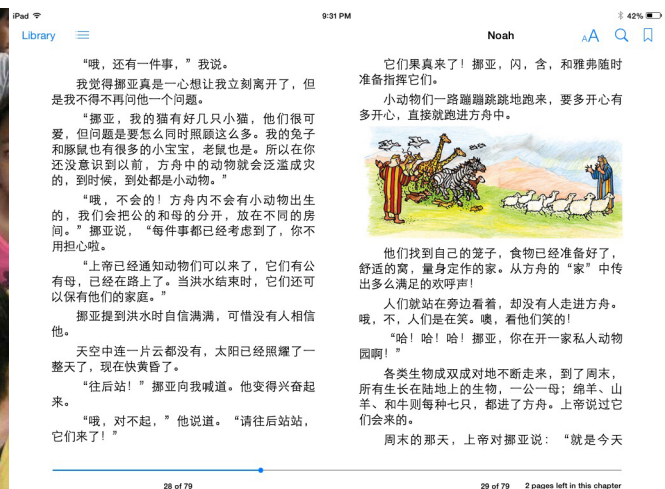 iPad
9:31 PM
42%
Library
Noah
AA
“哦，还有一件事，”我说。
我觉得挪亚真是一心想让我立刻离开了，但
是我不得不再问他一个问题。
“挪亚，我的猫有好几只小猫，他们很可
爱，但问题是要怎么同时照顾这么多。我的兔子
和豚鼠也有很多的小宝宝，老鼠也是。所以在你
还没意识到以前，方舟中的动物就会泛滥成灾
的，到时候，到处都是小动物。”
“哦，不会的！方舟内不会有小动物出生
的，我们会把公的和母的分开，放在不同的房
间。”挪亚说，“每件事都已经考虑到了，你不
用担心啦。
“上帝已经通知动物们可以来了，它们有公
有母，已经在路上了。当洪水结束时，它们还可
以保有他们的家庭。”
挪亚提到洪水时自信满满，可惜没有人相信
他。
天空中连一片云都没有，太阳已经照耀了一
整天了，现在快黄昏了。
“往后站！”挪亚向我喊道。他变得兴奋起
来。
“哦，对不起，”他说道。“请往后站站，
它们来了！”
它们果真来了！挪亚，闪，含，和雅弗随时
准备指挥它们。
小动物们一路蹦蹦跳跳地跑来，要多开心有
多开心，直接就跑进方舟中。
他们找到自己的笼子，食物已经准备好了，
舒适的窝，量身定作的家。从方舟的“家”中传
出多么满足的欢呼声！
人们就站在旁边看着，却没有人走进方舟。
哦，不，人们是在笑。噢，看他们笑的！
“哈！哈！哈！挪亚，你在开一家私人动物
园啊！”
各类生物成双成对地不断走来，到了周末，
所有生长在陆地上的生物，一公一母；绵羊、山
羊、和牛则每种七只，都进了方舟。上帝说过它
们会来的。
周末的那天，上帝对挪亚说：“就是今天
28 of 79
29 of 79
2 pages left in this chapter